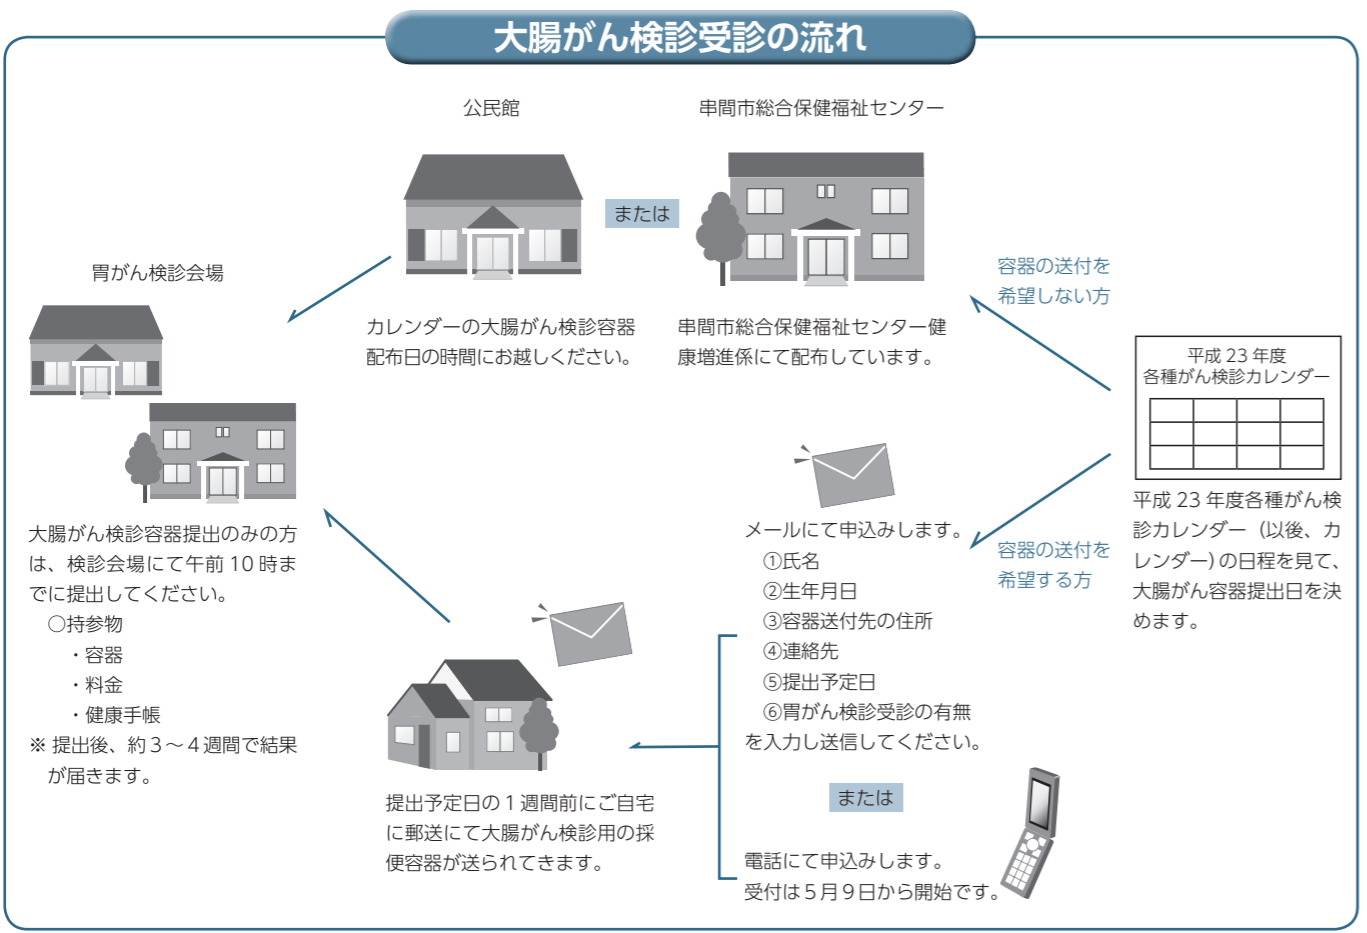 大腸がん検診受診の流れ
公民館
串間市総合保健福祉センター
または
胃がん検診会場
カレンダーの大腸がん検診容器
配布日の時間にお越しください。
串間市総合保健福祉センター健
康増進係にて配布しています。
容器の送付を
希望しない方
平成 23 年度
各種がん検診カレンダー
平成 23 年度各種がん検
診カレンダー（以後、カ
レンダー）の日程を見て、
大腸がん容器提出日を決
めます。
容器の送付を
希望する方
メールにて申込みします。
①氏名
②生年月日
③容器送付先の住所
④連絡先
⑤提出予定日
⑥胃がん検診受診の有無
を入力し送信してください。
または
電話にて申込みします。
受付は５月９日から開始です。
提出予定日の１週間前にご自宅
に郵送にて大腸がん検診用の採
便容器が送られてきます。
大腸がん検診容器提出のみの方
は、検診会場にて午前 10 時ま
でに提出してください。
○持参物
・容器
・料金
・健康手帳
※ 提出後、約３～４週間で結果
が届きます。